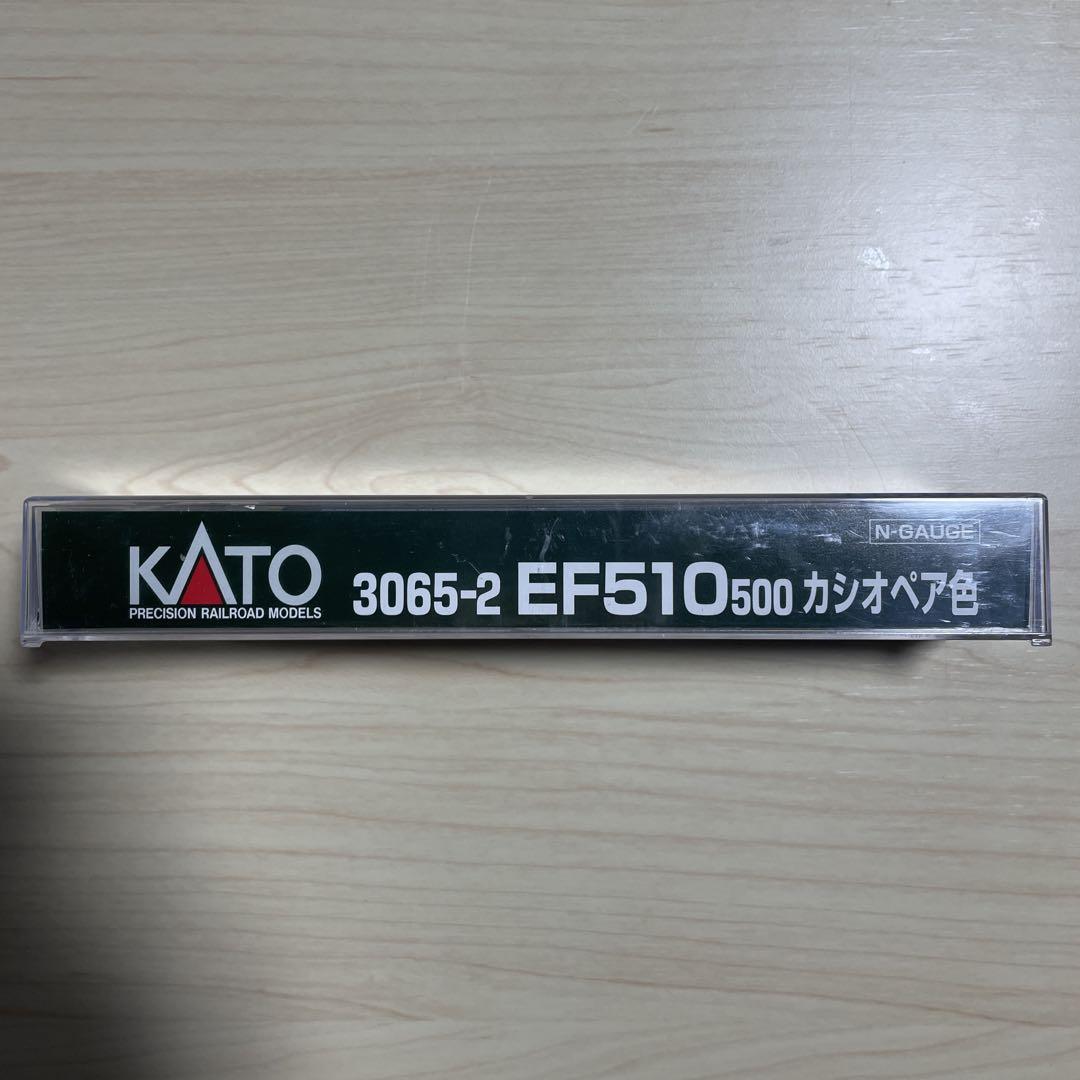 N-GAUGE
KATO
PRECISION RAILROAD MODELS
3065-2 EF510 500 カシオペア色